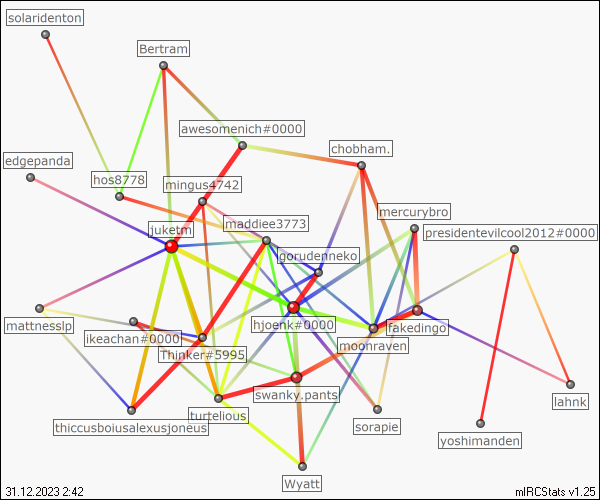 solaridenton
Bertram
awesomenich#0000
chobham.
edgepanda
hos8778
mingus4742
mercurybro
maddiee3773
juketm
presidentevilcool2012#0000
gorudenneko
mattnesslp
hjoenk#0000
fakedingo
ikeachan#0000
moonraven
Thinker#5995
swanky.pants
lahnk
turtelious
thiccusboiusalexusjoneus
sorapie
yoshimanden
Wyatt
31.12.2023 2:42
mIRCStats v1.25